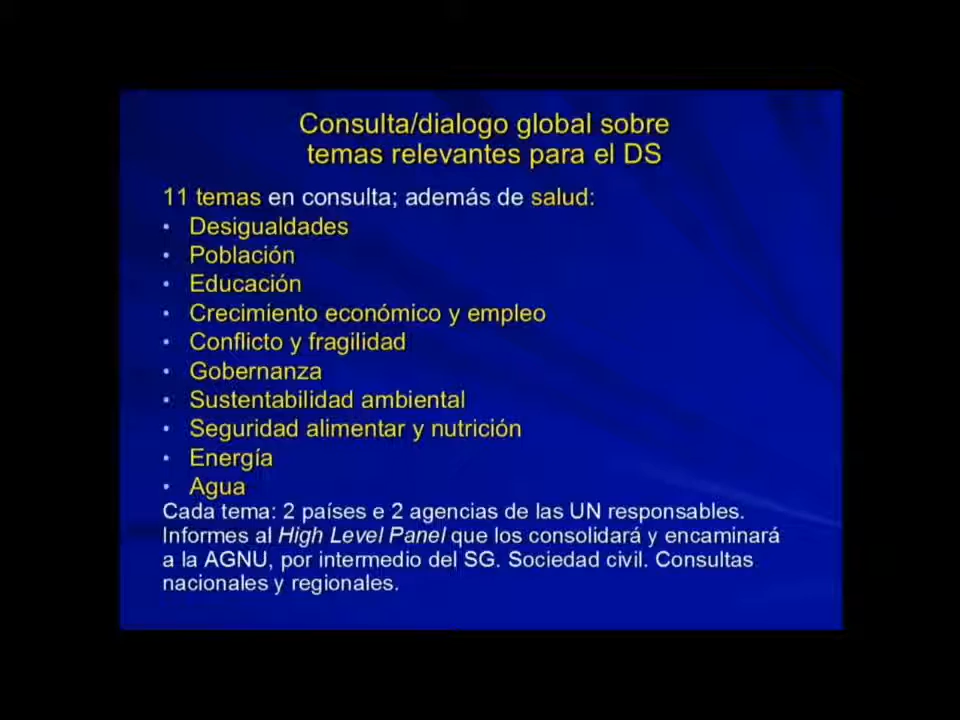 Consulta/dialogo global sobre
temas relevantes para el DS
11 temas en consulta; además de salud:
• Desigualdades
• Población
• Educación
• Crecimiento económico y empleo
• Conflicto y fragilidad
• Gobernanza
• Sustentabilidad ambiental
• Seguridad alimentar y nutrición
• Energía
• Agua
Cada tema: 2 países e 2 agencias de las UN responsables.
Informes al High Level Panel que los consolidará y encaminará
a la AGNU, por intermedio del SG. Sociedad civil. Consultas
nacionales y regionales.